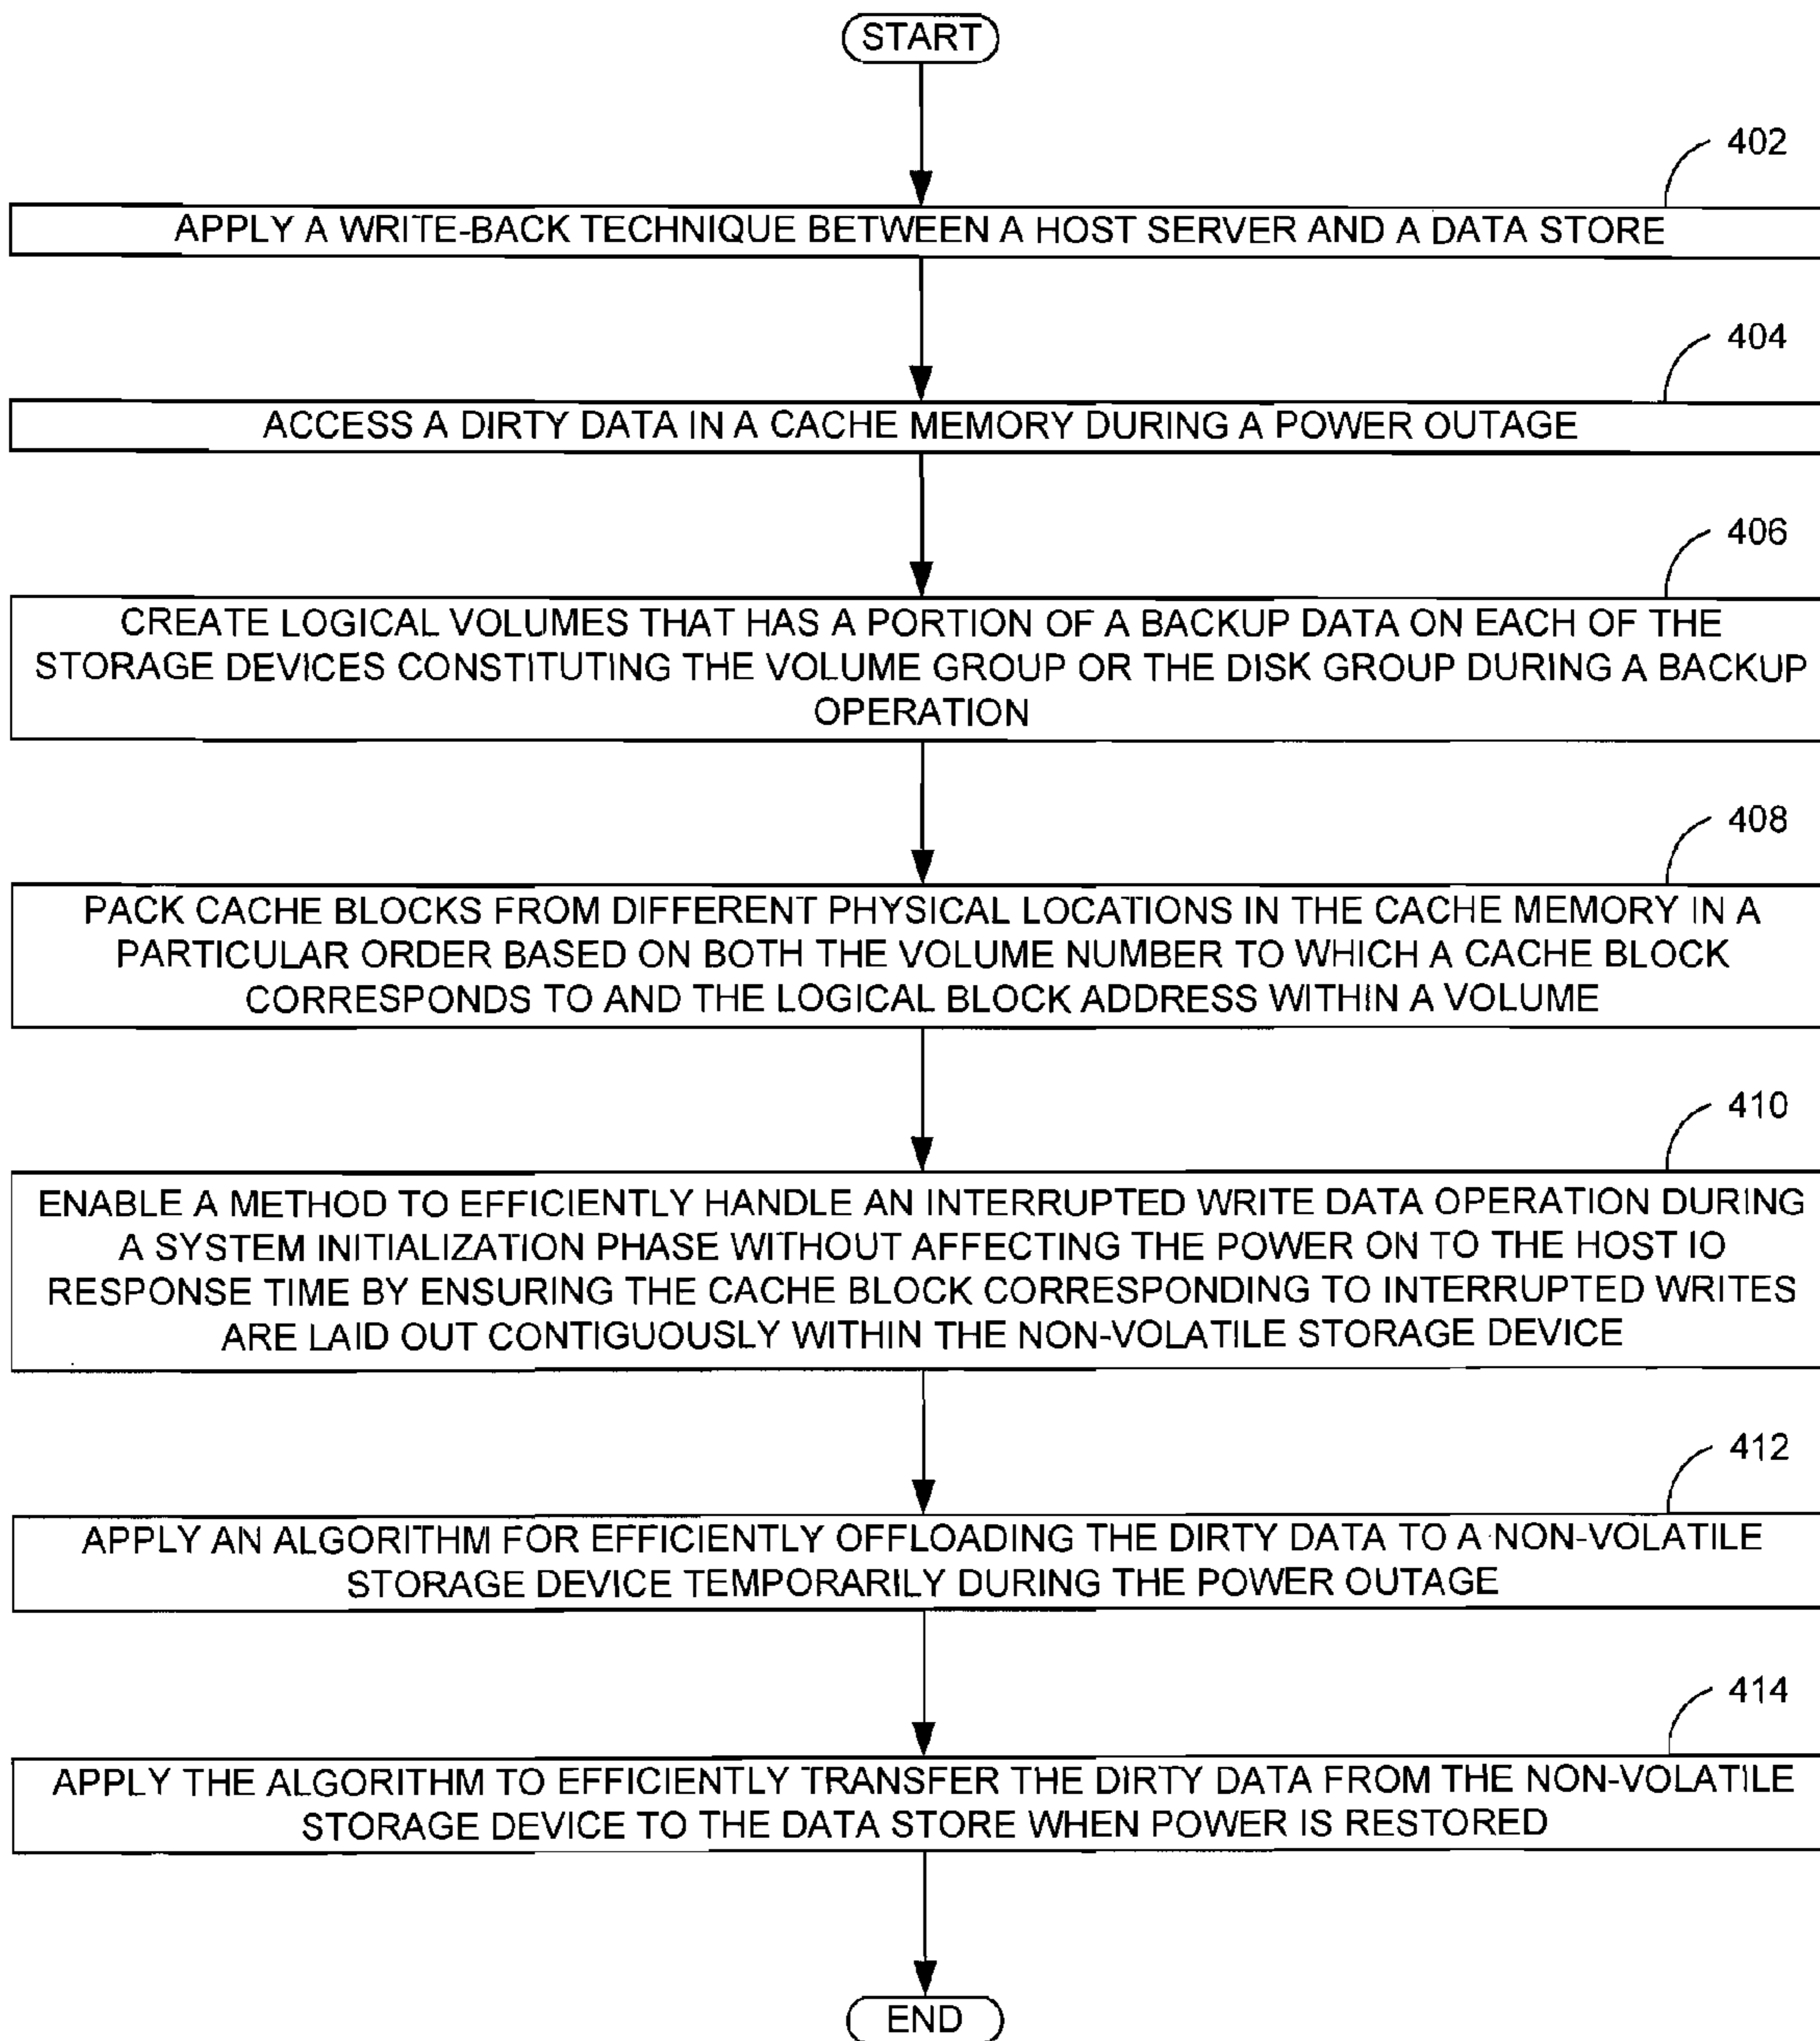 START
402
APPLY A WRITE-BACK TECHNIQUE BETWEEN A HOST SERVER AND A DATA STORE
404
ACCESS A DIRTY DATA IN A CACHE MEMORY DURING A POWER OUTAGE
406
CREATE LOGICAL VOLUMES THAT HAS A PORTION OF A BACKUP DATA ON EACH OF THE
STORAGE DEVICES CONSTITUTING THE VOLUME GROUP OR THE DISK GROUP DURING A BACKUP
OPERATION
408
PACK CACHE BLOCKS FROM DIFFERENT PHYSICAL LOCATIONS IN THE CACHE MEMORY IN A
PARTICULAR ORDER BASED ON BOTH THE VOLUME NUMBER TO WHICH A CACHE BLOCK
CORRESPONDS TO AND THE LOGICAL BLOCK ADDRESS WITHIN A VOLUME
410
ENABLE A METHOD TO EFFICIENTLY HANDLE AN INTERRUPTED WRITE DATA OPERATION DURING
A SYSTEM INITIALIZATION PHASE WITHOUT AFFECTING THE POWER ON TO THE HOST IO
RESPONSE TIME BY ENSURING THE CACHE BLOCK CORRESPONDING TO INTERRUPTED WRITES
ARE LAID OUT CONTIGUOUSLY WITHIN THE NON-VOLATILE STORAGE DEVICE
412
APPLY AN ALGORITHM FOR EFFICIENTLY OFFLOADING THE DIRTY DATA TO A NON-VOLATILE
STORAGE DEVICE TEMPORARILY DURING THE POWER OUTAGE
414
APPLY THE ALGORITHM TO EFFICIENTLY TRANSFER THE DIRTY DATA FROM THE NON-VOLATILE
STORAGE DEVICE TO THE DATA STORE WHEN POWER IS RESTORED
END